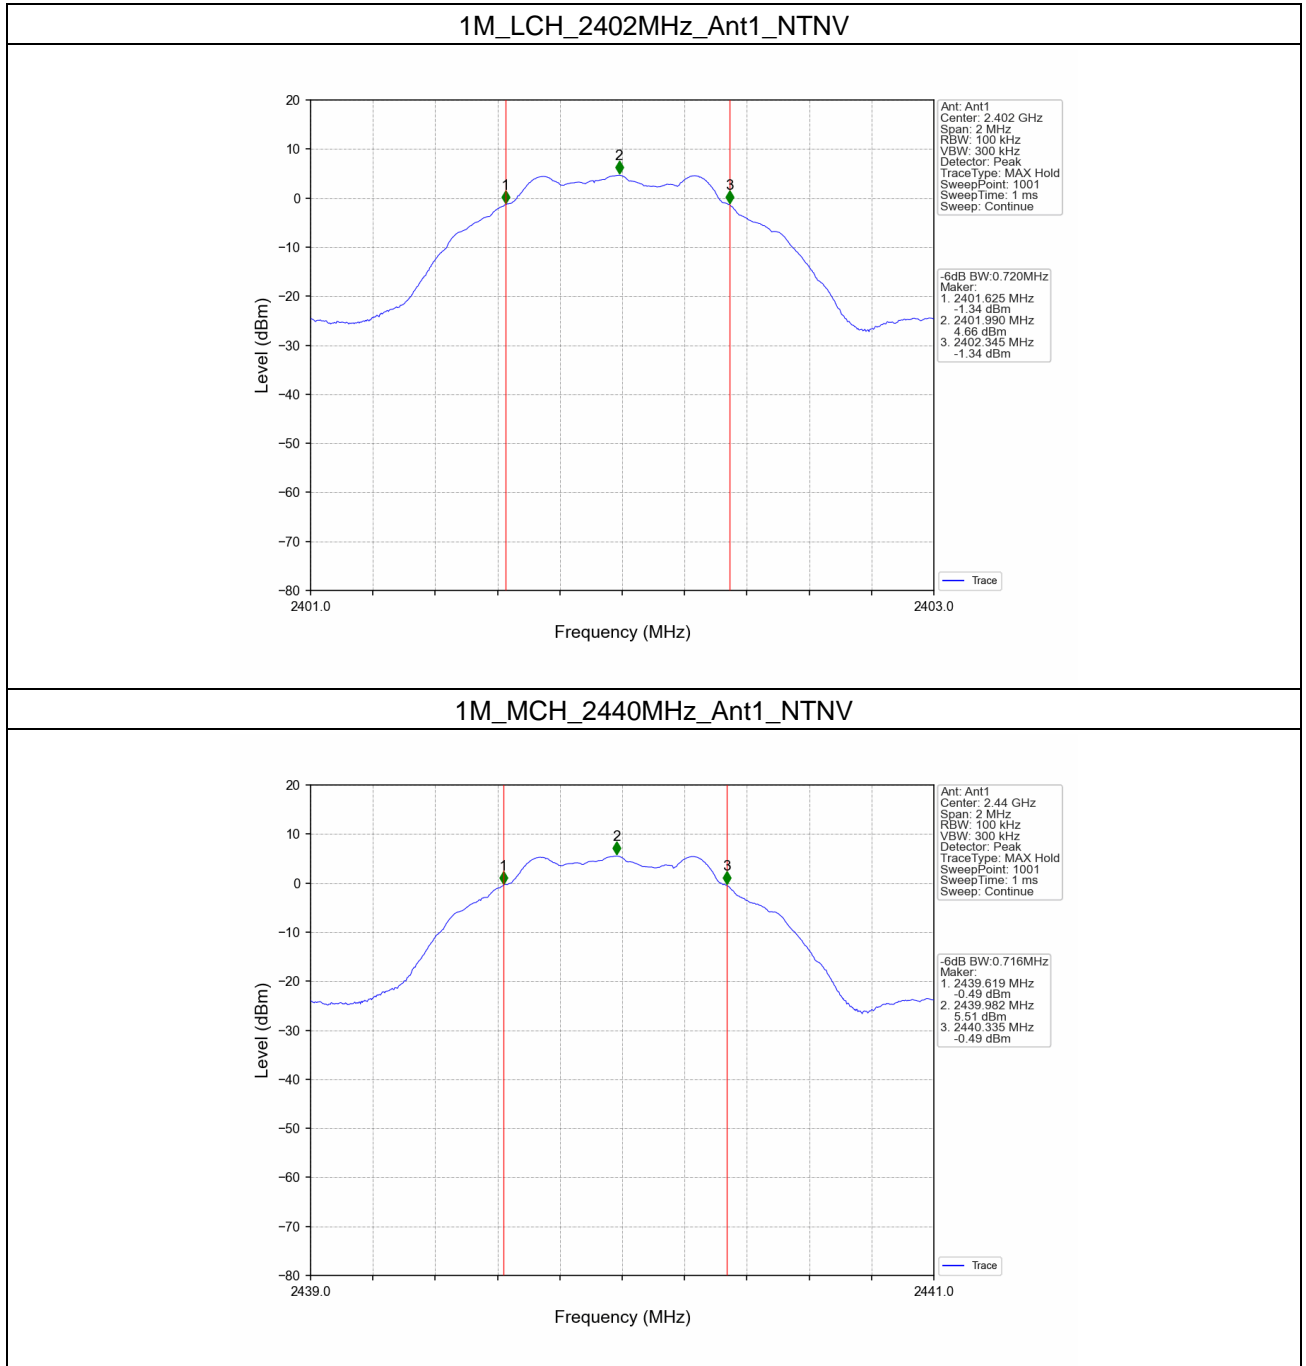 1M_LCH_2402MHz_Ant1_NTNV
20
10
0
−10
−20
−30
−40
−50
−60
−70
−80
Level (dBm)
1
2
3
2401.0
2403.0
Frequency (MHz)
Ant: Ant1
Center: 2.402 GHz
Span: 2 MHz
RBW: 100 kHz
VBW: 300 kHz
Detector: Peak
TraceType: MAX Hold
SweepPoint: 1001
SweepTime: 1 ms
Sweep: Continue
-6dB BW:0.720MHz
Maker:
1. 2401.625 MHz
-1.34 dBm
2. 2401.990 MHz
4.66 dBm
3. 2402.345 MHz
-1.34 dBm
Trace
1M_MCH_2440MHz_Ant1_NTNV
20
10
0
−10
−20
−30
−40
−50
−60
−70
−80
Level (dBm)
1
2
3
2439.0
2441.0
Frequency (MHz)
Ant: Ant1
Center: 2.44 GHz
Span: 2 MHz
RBW: 100 kHz
VBW: 300 kHz
Detector: Peak
TraceType: MAX Hold
SweepPoint: 1001
SweepTime: 1 ms
Sweep: Continue
-6dB BW:0.716MHz
Maker:
1. 2439.619 MHz
-0.49 dBm
2. 2439.982 MHz
5.51 dBm
3. 2440.335 MHz
-0.49 dBm
Trace